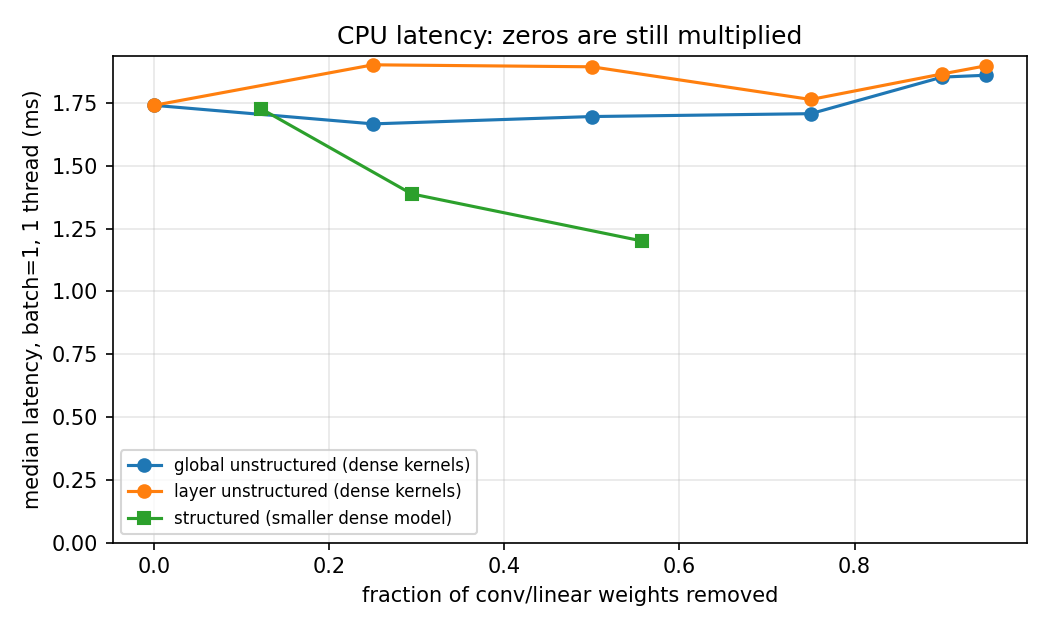 CPU latency: zeros are still multiplied
median latency, batch=1, 1 thread (ms)
1.75
1.50
1.25
1.00
0.75
0.50
0.25
0.00
global unstructured (dense kernels)
layer unstructured (dense kernels)
structured (smaller dense model)
0.0 0.2 0.4 0.6 0.8
fraction of conv/linear weights removed